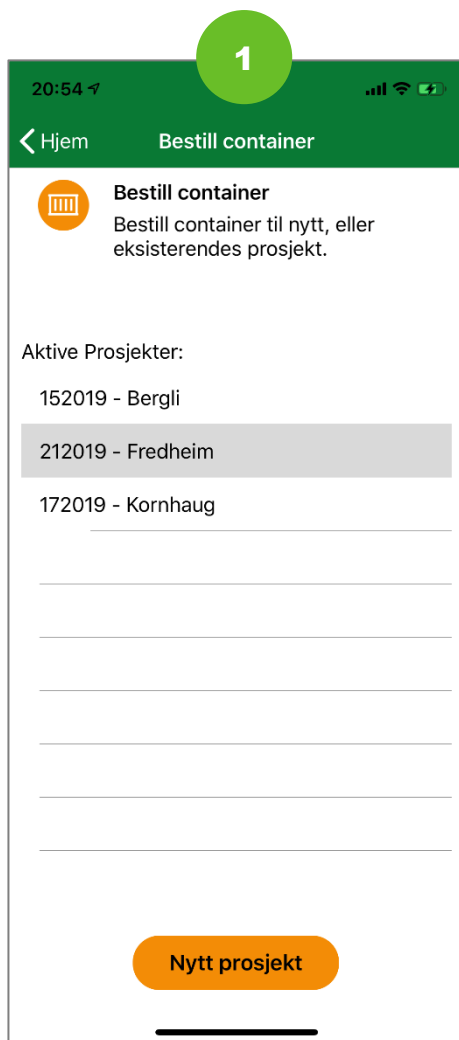 1
20:54
Hjem
Bestill container
Bestill container
Bestill container til nytt, eller
eksisterendes prosjekt.
Aktive Prosjekter:
152019 - Bergli
212019 - Fredheim
172019 - Kornhaug
Nytt prosjekt